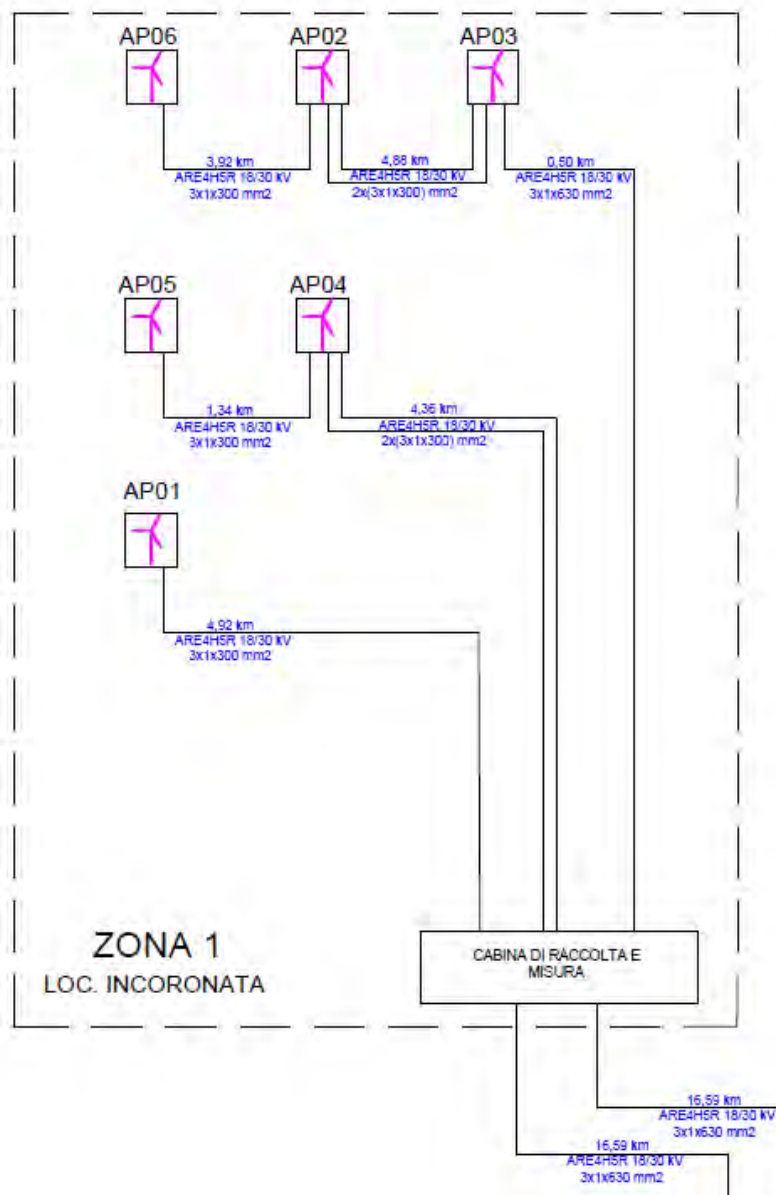 AP06 AP02 AP03
3,92 km
ARE4H5R 18/30 kV
3x1x300 mm2
4,88 km
ARE4H5R 18/30 kV
2x(3x1x300) mm2
0,50 km
ARE4H5R 18/30 kV
3x1x630 mm2
AP05 AP04
1,34 km
ARE4H5R 18/30 kV
3x1x300 mm2
4,36 km
ARE4H5R 18/30 kV
2x(3x1x300) mm2
AP01
4,92 km
ARE4H5R 18/30 kV
3x1x300 mm2
ZONA 1
LOC. INCORONATA
CABINA DI RACCOLTA E
MISURA
16,59 km
ARE4H5R 18/30 kV
3x1x630 mm2
16,59 km
ARE4H5R 18/30 kV
3x1x630 mm2